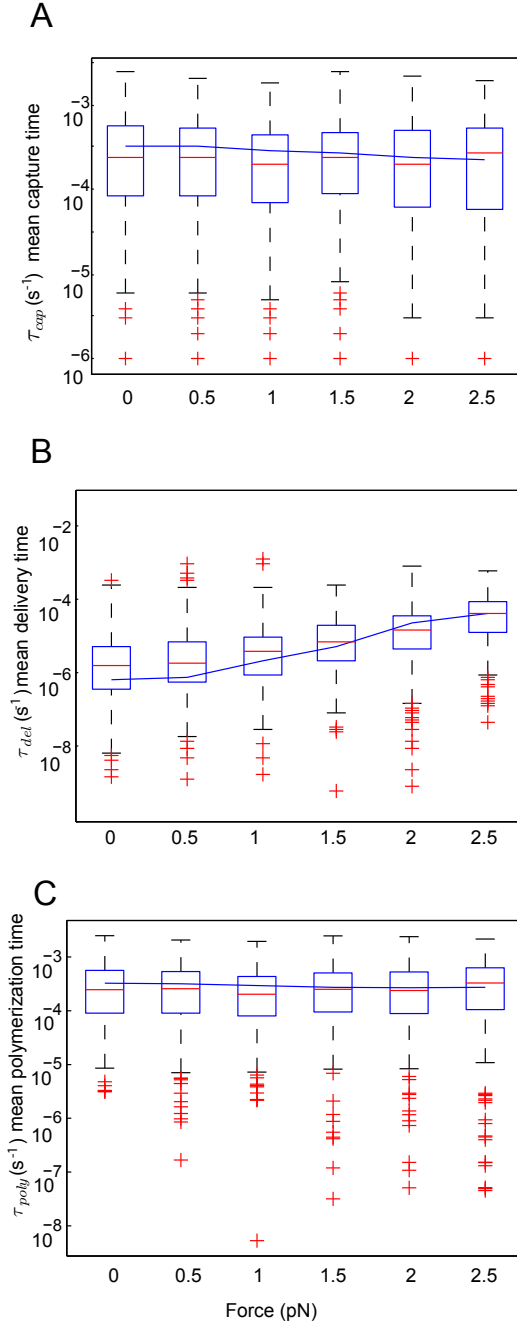 A
τcap (s⁻¹) mean capture time
10⁻³
10⁻⁴
10⁻⁵
10⁻⁶
0 0.5 1 1.5 2 2.5
B
τdel (s⁻¹) mean delivery time
10⁻²
10⁻⁴
10⁻⁶
10⁻⁸
0 0.5 1 1.5 2 2.5
C
τpoly (s⁻¹) mean polymerization time
10⁻³
10⁻⁴
10⁻⁵
10⁻⁶
10⁻⁷
10⁻⁸
0 0.5 1 1.5 2 2.5
Force (pN)